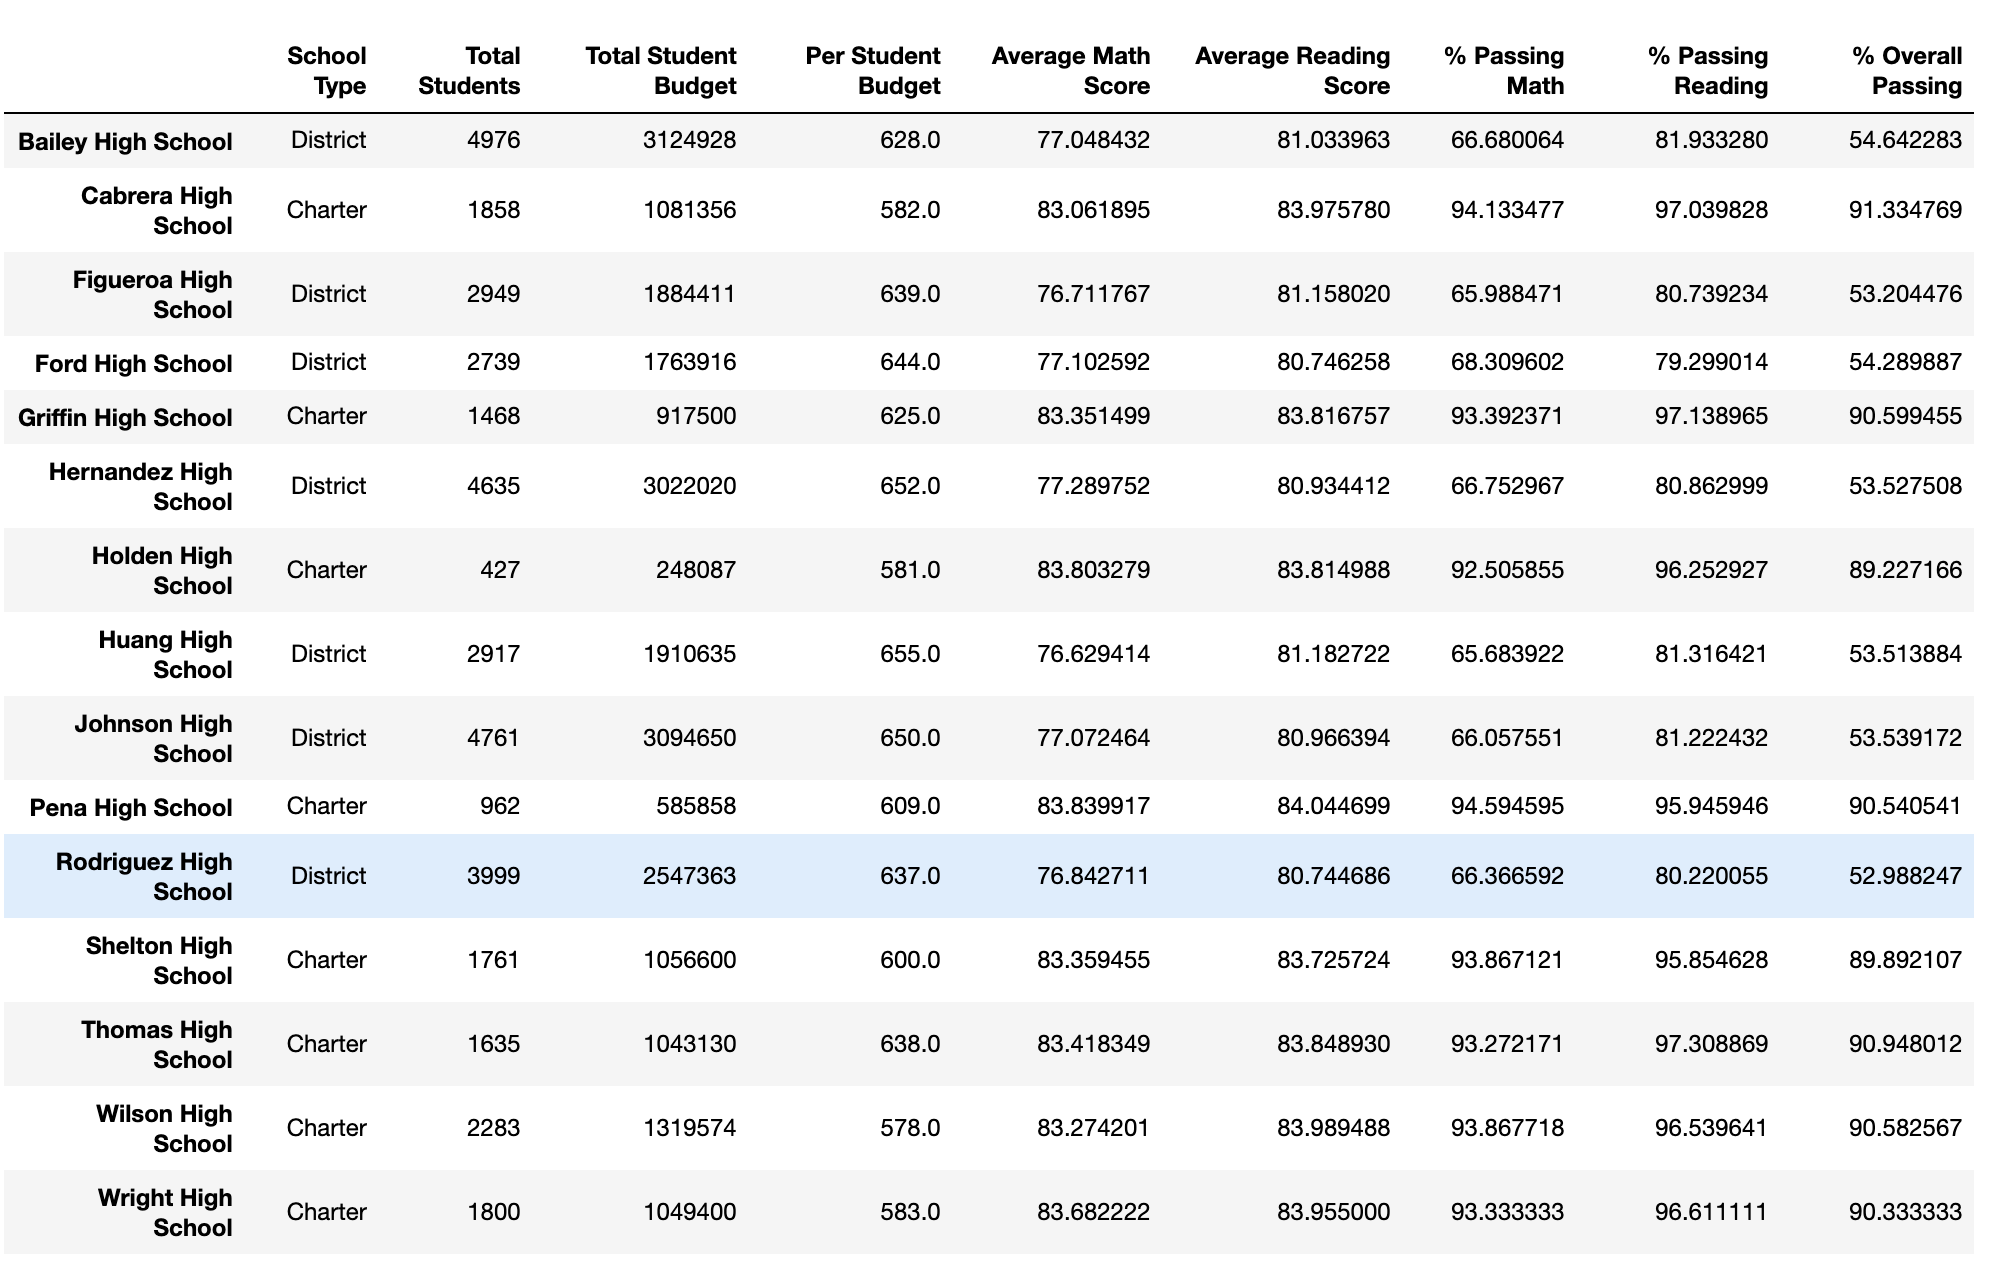 School Type Total Students Total Student Budget Per Student Budget Average Math Score Average Reading Score % Passing Math % Passing Reading % Overall Passing
Bailey High School District 4976 3124928 628.0 77.048432 81.033963 66.680064 81.933280 54.642283
Cabrera High School Charter 1858 1081356 582.0 83.061895 83.975780 94.133477 97.039828 91.334769
Figueroa High School District 2949 1884411 639.0 76.711767 81.158020 65.988471 80.739234 53.204476
Ford High School District 2739 1763916 644.0 77.102592 80.746258 68.309602 79.299014 54.289887
Griffin High School Charter 1468 917500 625.0 83.351499 83.816757 93.392371 97.138965 90.599455
Hernandez High School District 4635 3022020 652.0 77.289752 80.934412 66.752967 80.862999 53.527508
Holden High School Charter 427 248087 581.0 83.803279 83.814988 92.505855 96.252927 89.227166
Huang High School District 2917 1910635 655.0 76.629414 81.182722 65.683922 81.316421 53.513884
Johnson High School District 4761 3094650 650.0 77.072464 80.966394 66.057551 81.222432 53.539172
Pena High School Charter 962 585858 609.0 83.839917 84.044699 94.594595 95.945946 90.540541
Rodriguez High School District 3999 2547363 637.0 76.842711 80.744686 66.366592 80.220055 52.988247
Shelton High School Charter 1761 1056600 600.0 83.359455 83.725724 93.867121 95.854628 89.892107
Thomas High School Charter 1635 1043130 638.0 83.418349 83.848930 93.272171 97.308869 90.948012
Wilson High School Charter 2283 1319574 578.0 83.274201 83.989488 93.867718 96.539641 90.582567
Wright High School Charter 1800 1049400 583.0 83.682222 83.955000 93.333333 96.611111 90.333333